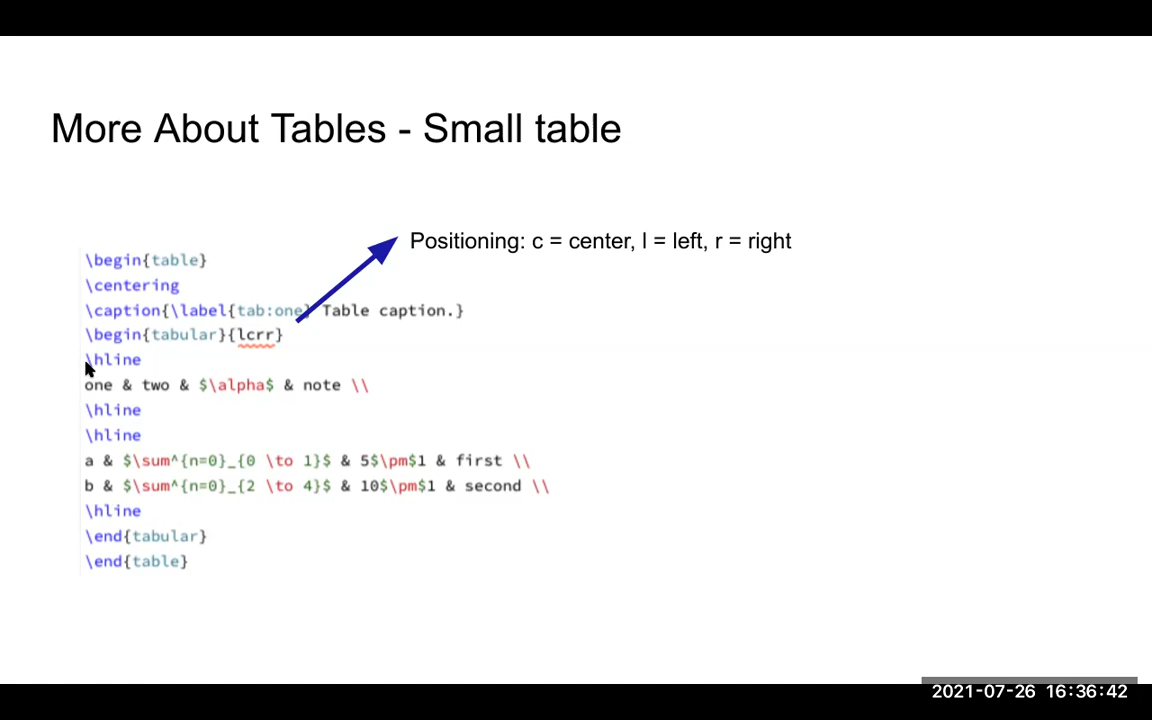 More About Tables - Small table
Positioning: c = center, l = left, r = right
\begin{table}
\centering
\caption{\label{tab:one} Table caption.}
\begin{tabular}{lcrr}
\hline
one & two & $\alpha$ & note \\
\hline
\hline
a & $\sum^{n=0}_{0 \to 1}$ & 5$\pm$1 & first \\
b & $\sum^{n=0}_{2 \to 4}$ & 10$\pm$1 & second \\
\hline
\end{tabular}
\end{table}
2021-07-26 16:36:42